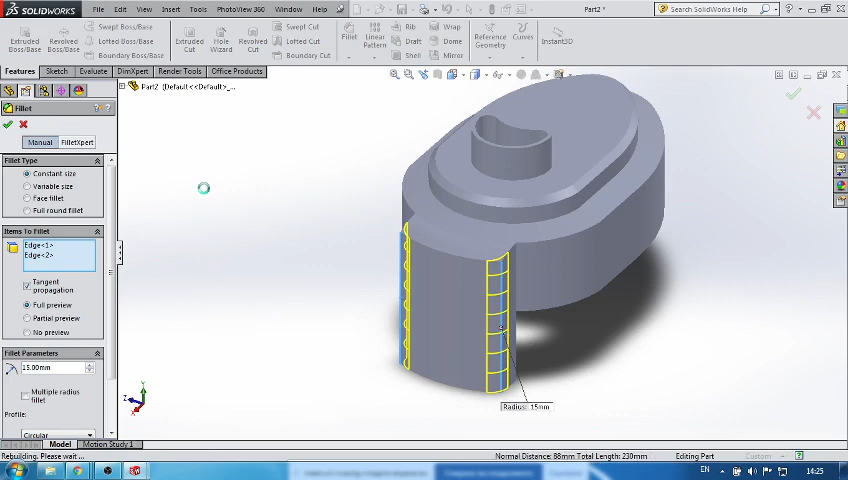 SOLIDWORKS File Edit View Insert Tools PhotoView 360 Window Help Part2 * Search SolidWorks Help
Extruded Boss/Base
Revolved Boss/Base
Swept Boss/Base
Lofted Boss/Base
Boundary Boss/Base
Extruded Cut
Hole Wizard
Revolved Cut
Swept Cut
Lofted Cut
Boundary Cut
Fillet
Linear Pattern
Rib
Draft
Shell
Wrap
Intersect
Mirror
Reference Geometry
Curves
Instant3D
Features Sketch Evaluate DimXpert Render Tools Office Products
Part2 (Default<<Default>_...
Fillet
Manual FilletXpert
Fillet Type
Constant size
Variable size
Face fillet
Full round fillet
Items To Fillet
Edge<1>
Edge<2>
Tangent
propagation
Full preview
Partial preview
No preview
Fillet Parameters
15.00mm
Multiple radius
fillet
Profile:
Circular
Radius: 15mm
Y
Z
X
Model Motion Study 1
Rebuilding. Please wait ... Normal Distance: 88mm Total Length: 230mm Editing Part Custom
EN 14:25